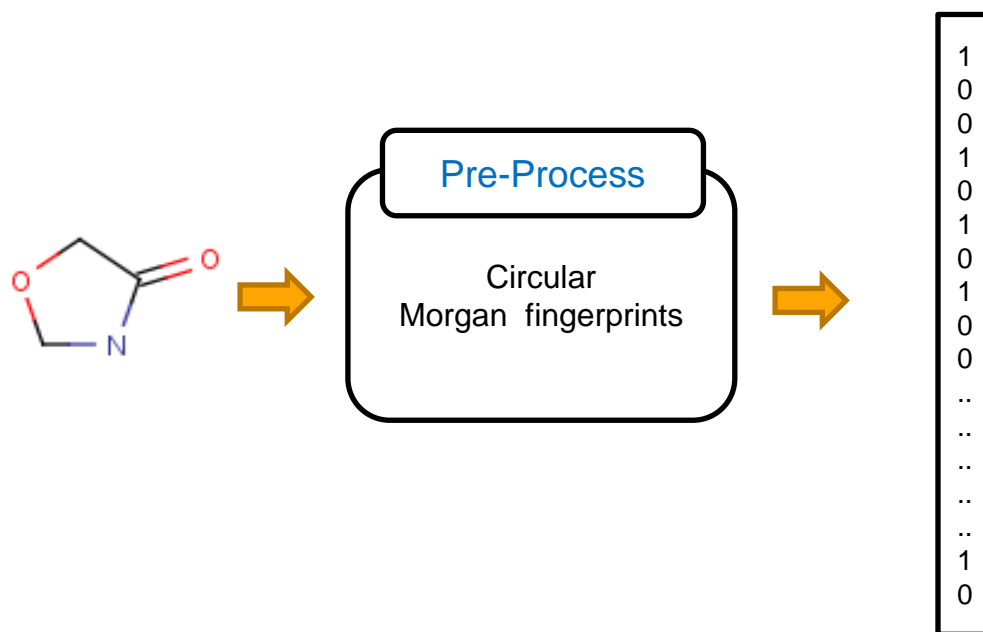 O
O
N
Pre-Process
Circular
Morgan fingerprints
1
0
0
1
0
1
0
1
0
0
..
..
..
..
..
1
0